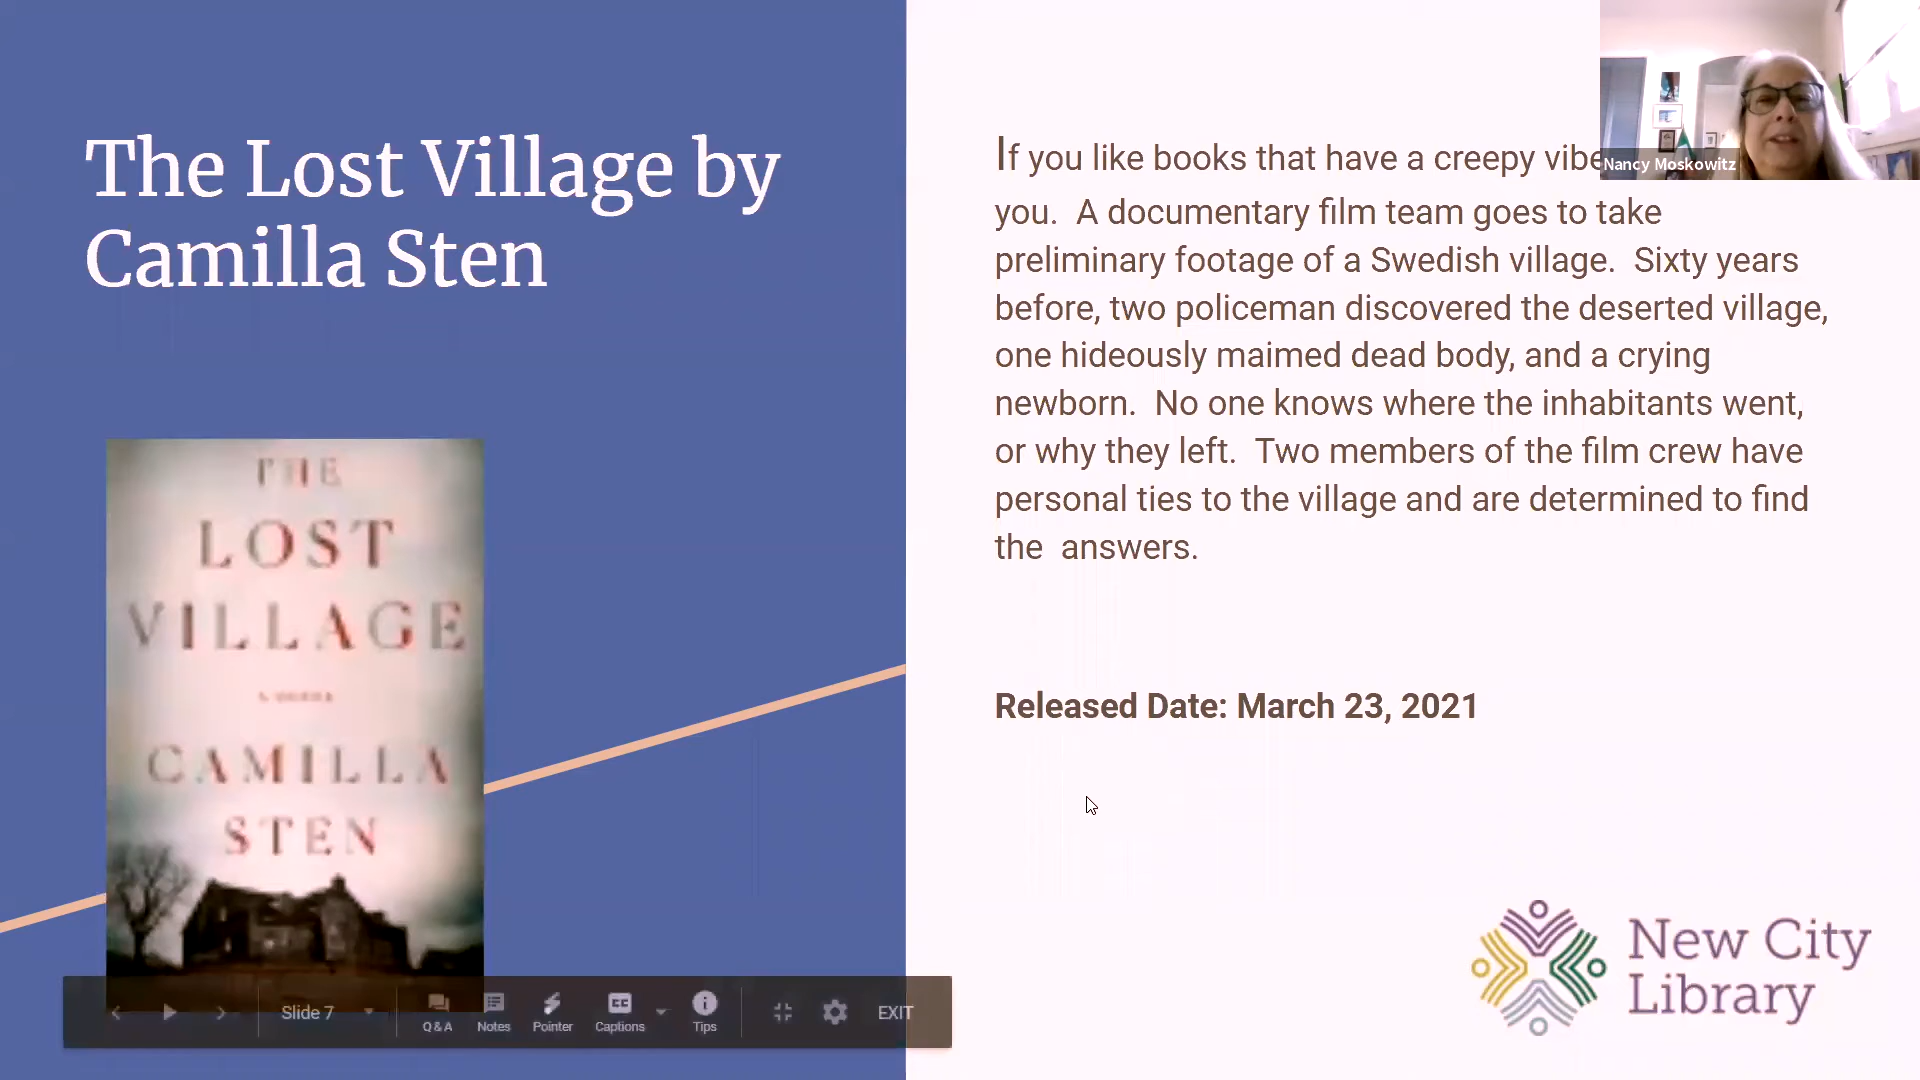 The Lost Village by
Camilla Sten
If you like books that have a creepy vibe
you.  A documentary film team goes to take
preliminary footage of a Swedish village.  Sixty years
before, two policeman discovered the deserted village,
one hideously maimed dead body, and a crying
newborn.  No one knows where the inhabitants went,
or why they left.  Two members of the film crew have
personal ties to the village and are determined to find
the  answers.
Released Date: March 23, 2021
Nancy Moskowitz
THE
LOST
VILLAGE
CAMILLA
STEN
Slide 7
Q&A
Notes
Pointer
CC
Captions
Tips
EXIT
New City
Library